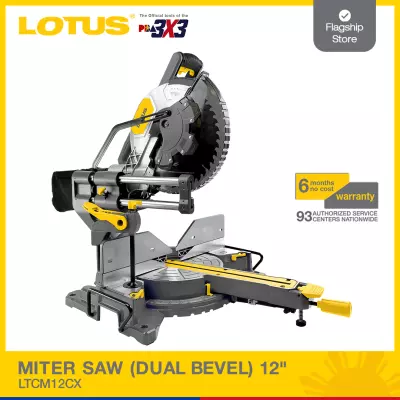 LOTUS
The Official tools of the
PBA 3X3
Flagship
Store
6 months
no cost
warranty
93 AUTHORIZED SERVICE
CENTERS NATIONWIDE
MITER SAW (DUAL BEVEL) 12"
LTCM12CX